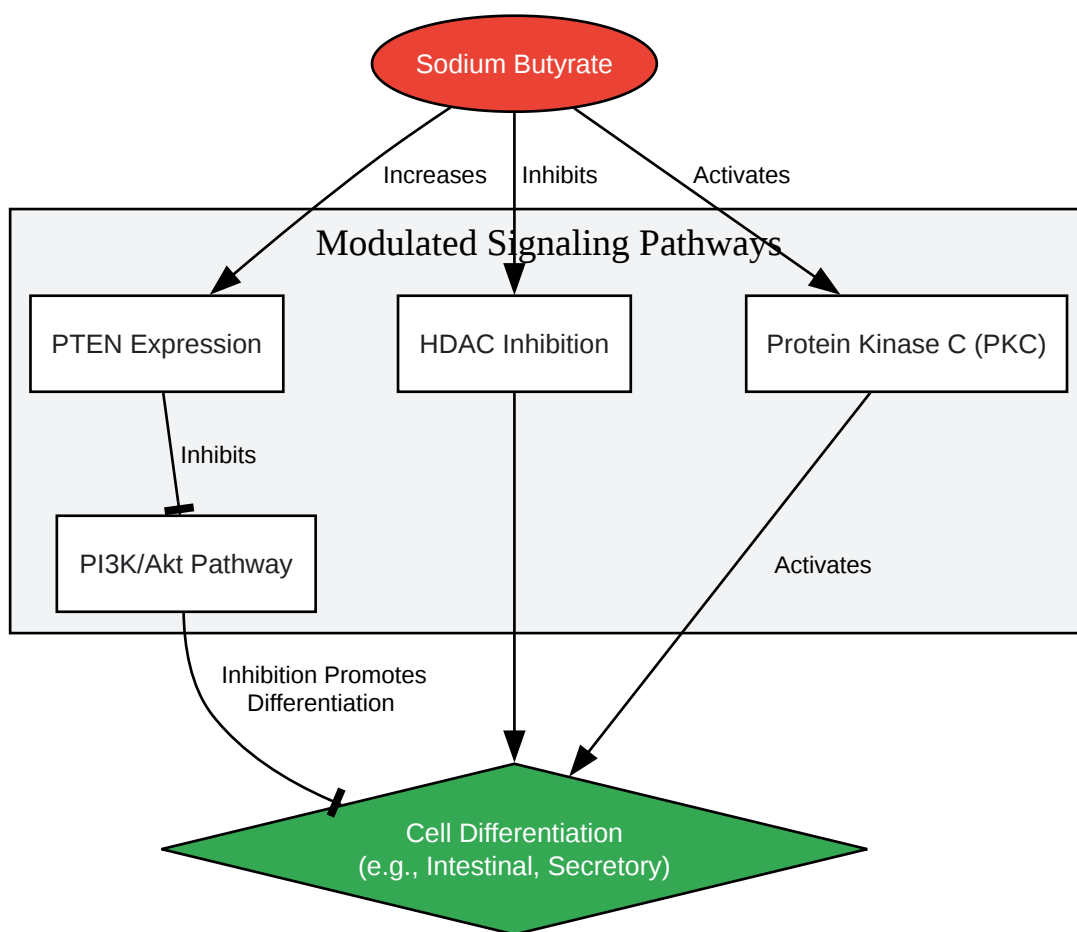 Sodium Butyrate
Increases
Inhibits
Activates
Modulated Signaling Pathways
PTEN Expression
HDAC Inhibition
Protein Kinase C (PKC)
Inhibits
PI3K/Akt Pathway
Activates
Inhibition Promotes
Differentiation
Cell Differentiation
(e.g., Intestinal, Secretory)